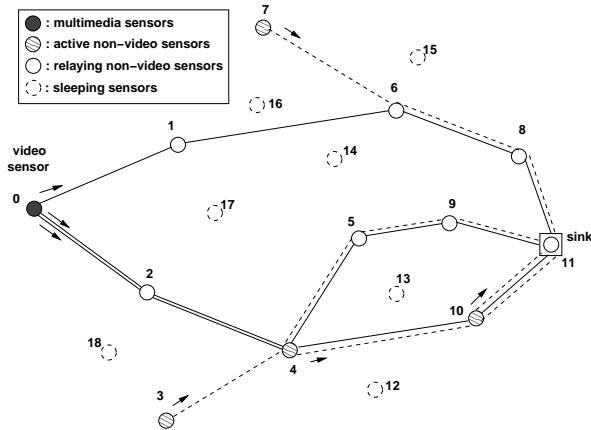 : multimedia sensors
: active non−video sensors
: relaying non−video sensors
: sleeping sensors
7
15
6
16
1
8
14
video
sensor
0
17
5
9
sink
11
2
13
10
18
4
3
12